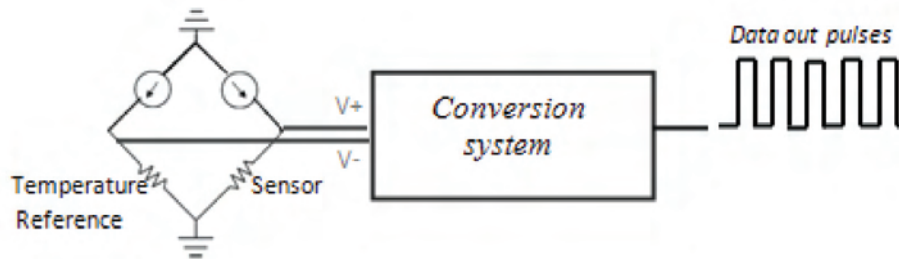 Data out pulses
V+
Conversion
system
V-
Temperature
Sensor
Reference